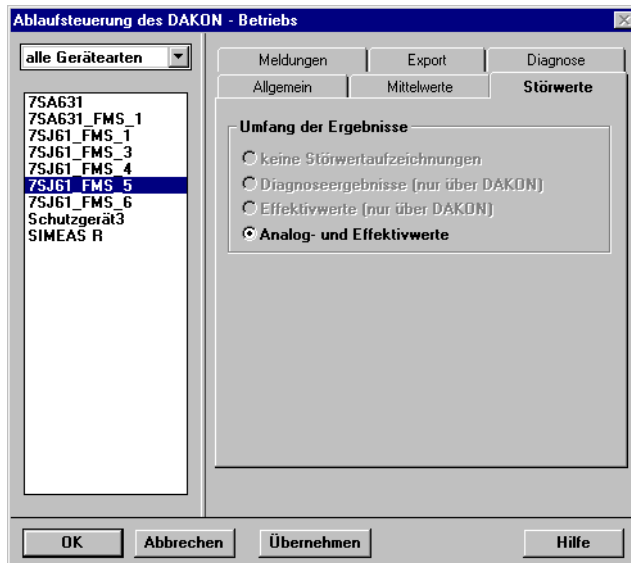 Ablaufsteuerung des DAKON - Betriebs
alle Gerätearten
7SA631
7SA631_FMS_1
7SJ61_FMS_1
7SJ61_FMS_3
7SJ61_FMS_4
7SJ61_FMS_5
7SJ61_FMS_6
Schutzgerät3
SIMEAS R
Meldungen Export Diagnose
Allgemein Mittelwerte Störwerte
Umfang der Ergebnisse
keine Störwertaufzeichnungen
Diagnoseergebnisse (nur über DAKON)
Effektivwerte (nur über DAKON)
Analog- und Effektivwerte
OK Abbrechen Übernehmen Hilfe